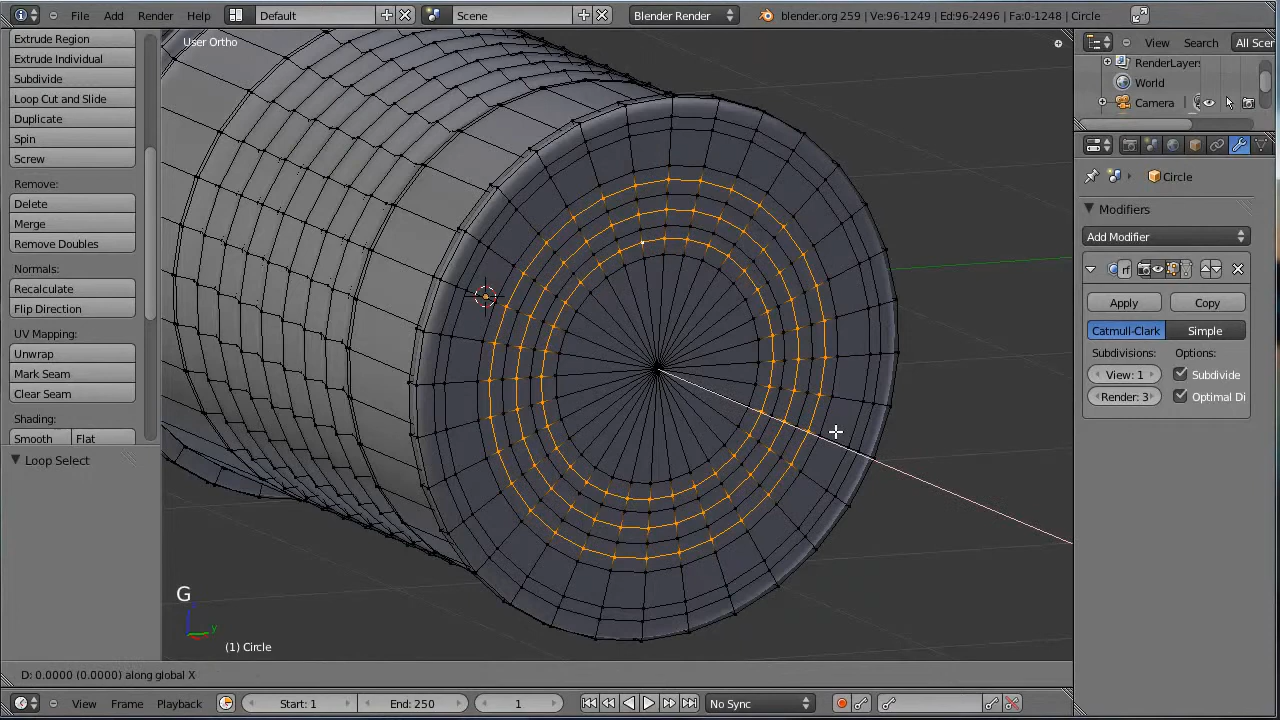 File Add Render Help Default Scene Blender Render blender.org 259 | Ve:96-1249 | Ed:96-2496 | Fa:0-1248 | Circle
User Ortho
Extrude Region
Extrude Individual
Subdivide
Loop Cut and Slide
Duplicate
Spin
Screw
Remove:
Delete
Merge
Remove Doubles
Normals:
Recalculate
Flip Direction
UV Mapping:
Unwrap
Mark Seam
Clear Seam
Shading:
Smooth Flat
Loop Select
G
z
y
(1) Circle
D: 0.0000 (0.0000) along global X
View Search All Scen
RenderLayers
World
Camera
Circle
Modifiers
Add Modifier
rf
Apply Copy
Catmull-Clark Simple
Subdivisions: Options:
View: 1 Subdivide
Render: 3 Optimal Di
View Frame Playback Start: 1 End: 250 1 No Sync